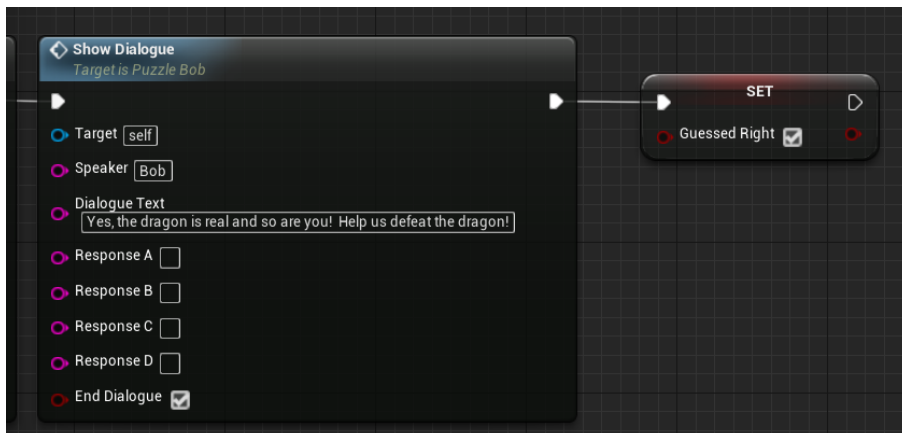 Show Dialogue
Target is Puzzle Bob
Target self
Speaker Bob
Dialogue Text
Yes, the dragon is real and so are you!  Help us defeat the dragon!
Response A
Response B
Response C
Response D
End Dialogue
SET
Guessed Right